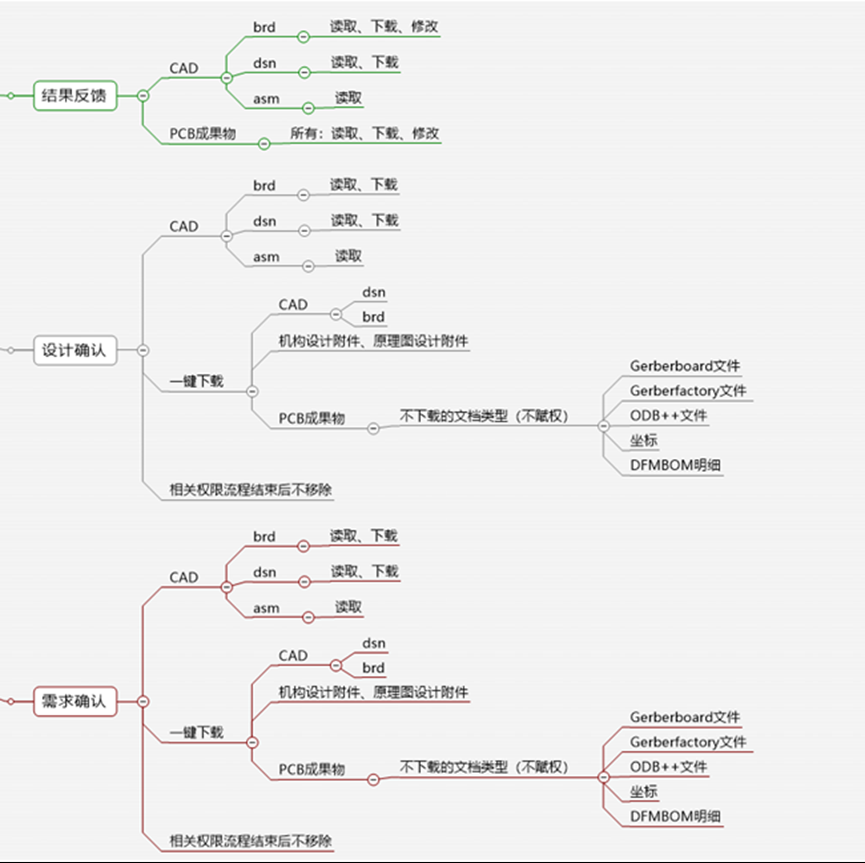 结果反馈
CAD
brd
读取、下载、修改
dsn
读取、下载
asm
读取
PCB成果物
所有：读取、下载、修改
设计确认
CAD
brd
读取、下载
dsn
读取、下载
asm
读取
一键下载
CAD
dsn
brd
机构设计附件、原理图设计附件
PCB成果物
不下载的文档类型（不赋权）
Gerberboard文件
Gerberfactory文件
ODB++文件
坐标
DFMBOM明细
相关权限流程结束后不移除
需求确认
CAD
brd
读取、下载
dsn
读取、下载
asm
读取
一键下载
CAD
dsn
brd
机构设计附件、原理图设计附件
PCB成果物
不下载的文档类型（不赋权）
Gerberboard文件
Gerberfactory文件
ODB++文件
坐标
DFMBOM明细
相关权限流程结束后不移除